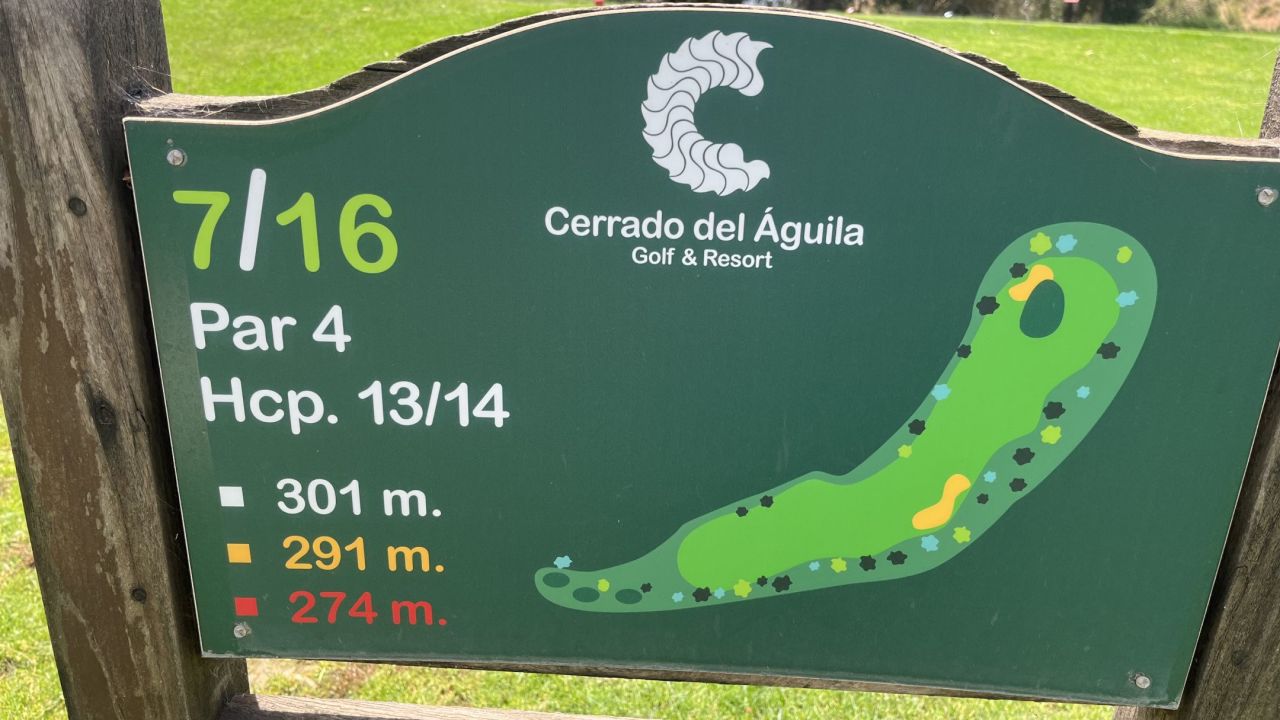 7/16
Par 4
Hcp. 13/14
301 m.
291 m.
274 m.
Cerrado del Águila
Golf & Resort